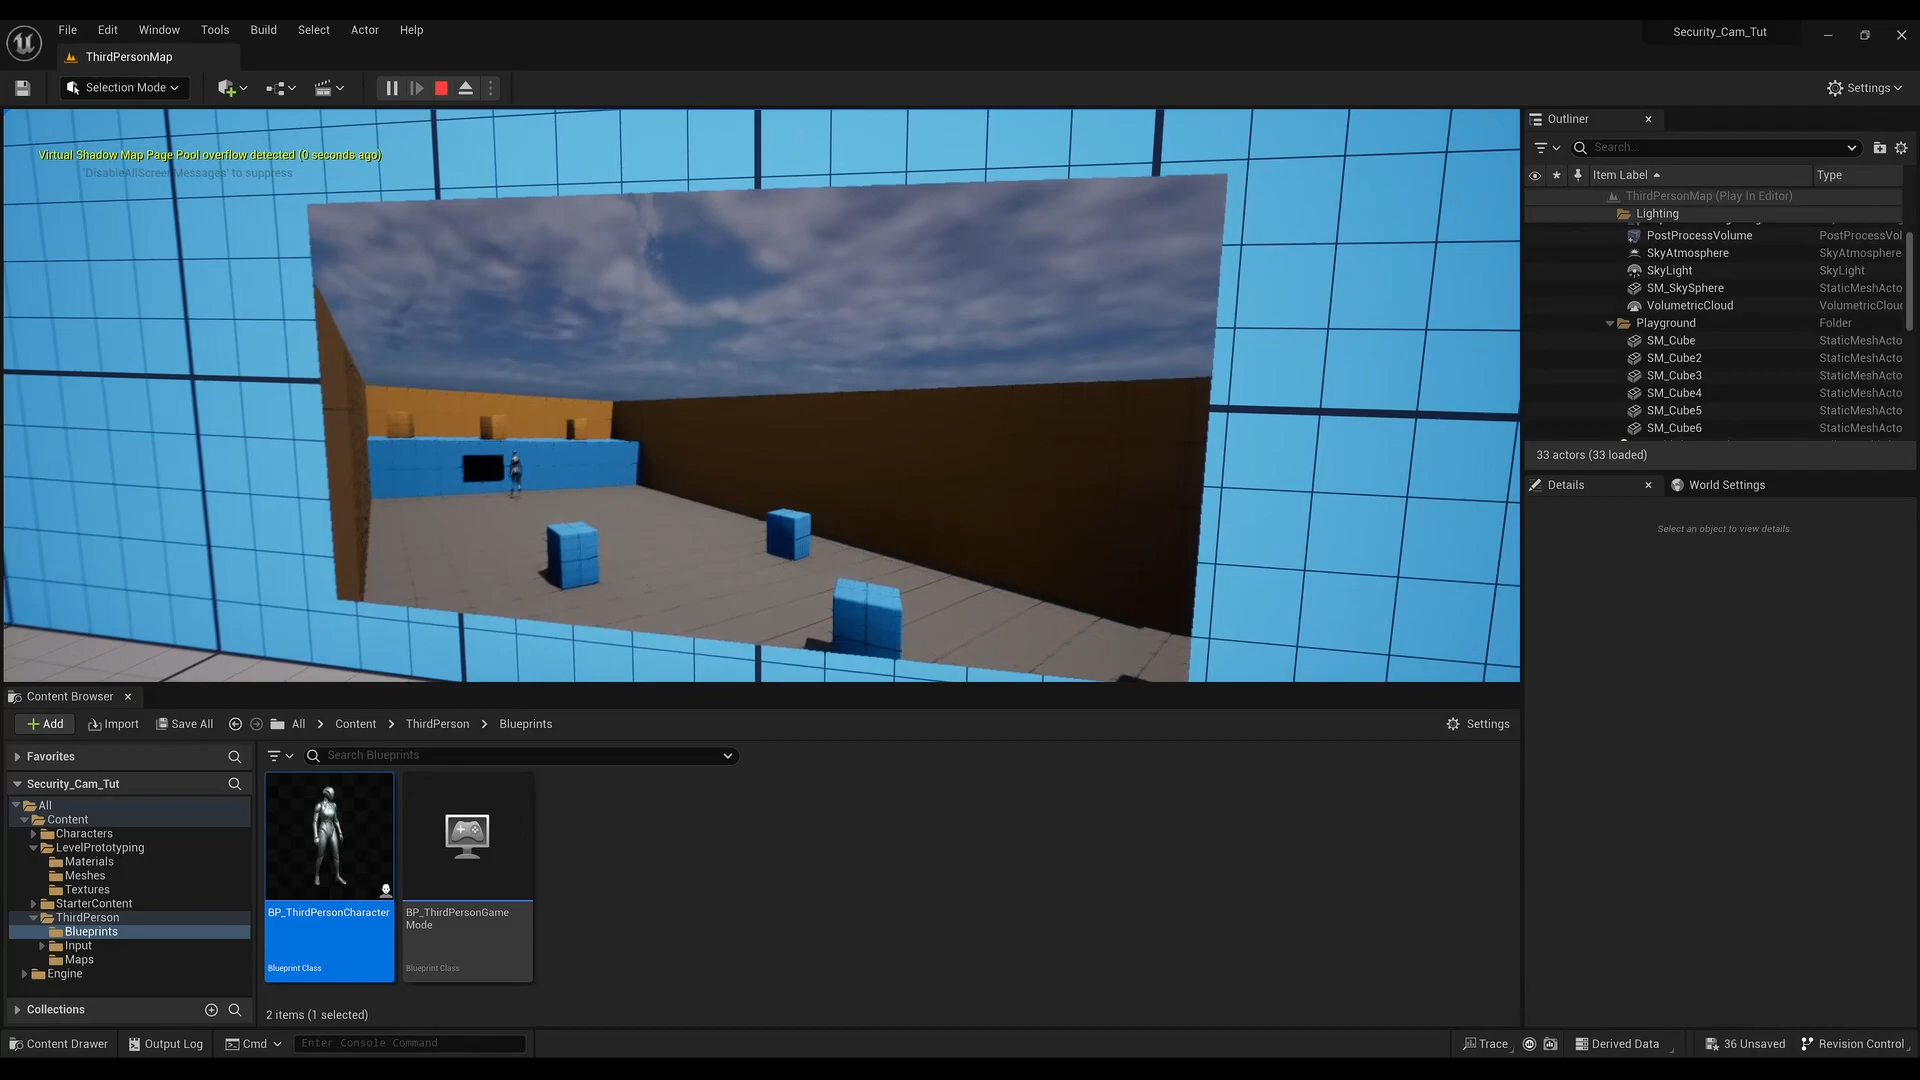 File Edit Window Tools Build Select Actor Help
Security_Cam_Tut
ThirdPersonMap
Selection Mode
Settings
Virtual Shadow Map Page Pool overflow detected (0 seconds ago)
'DisableAllScreenMessages' to suppress
Outliner
Search...
Item Label Type
ThirdPersonMap (Play In Editor)
Lighting
PostProcessVolume PostProcessVol
SkyAtmosphere SkyAtmosphere
SkyLight SkyLight
SM_SkySphere StaticMeshActo
VolumetricCloud VolumetricClou
Playground Folder
SM_Cube StaticMeshActo
SM_Cube2 StaticMeshActo
SM_Cube3 StaticMeshActo
SM_Cube4 StaticMeshActo
SM_Cube5 StaticMeshActo
SM_Cube6 StaticMeshActo
33 actors (33 loaded)
Details World Settings
Select an object to view details.
Content Browser
Add Import Save All All Content ThirdPerson Blueprints Settings
Favorites
Search Blueprints
Security_Cam_Tut
All
Content
Characters
LevelPrototyping
Materials
Meshes
Textures
StarterContent
ThirdPerson
Blueprints
Input
Maps
Engine
Collections
BP_ThirdPersonCharacter
Blueprint Class
BP_ThirdPersonGame
Mode
Blueprint Class
2 items (1 selected)
Content Drawer Output Log Cmd Enter Console Command Trace Derived Data 36 Unsaved Revision Control